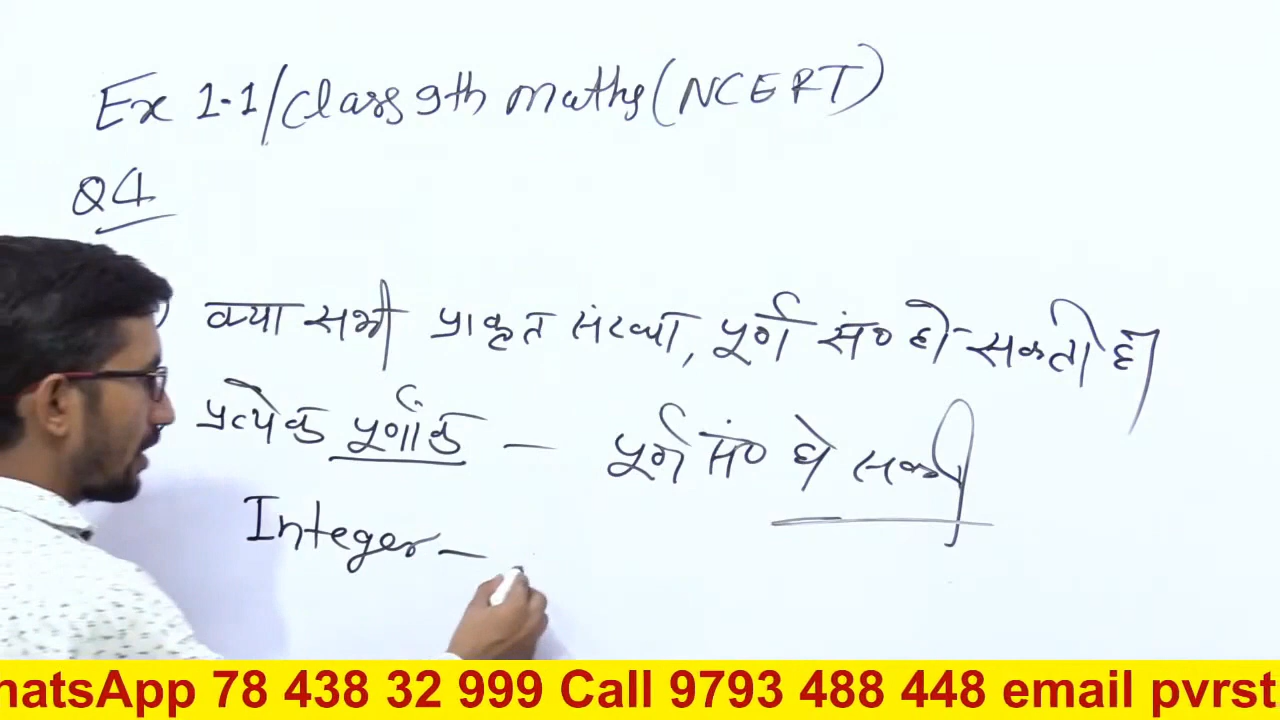 Ex 1.1/Class 9th maths (NCERT)
Q4
क्या सभी प्राकृत संख्या, पूर्ण सं० हो सकती है
प्रत्येक पूर्णांक — पूर्ण सं० हो सकती
Integer —
hatsApp 78 438 32 999 Call 9793 488 448 email pvrst